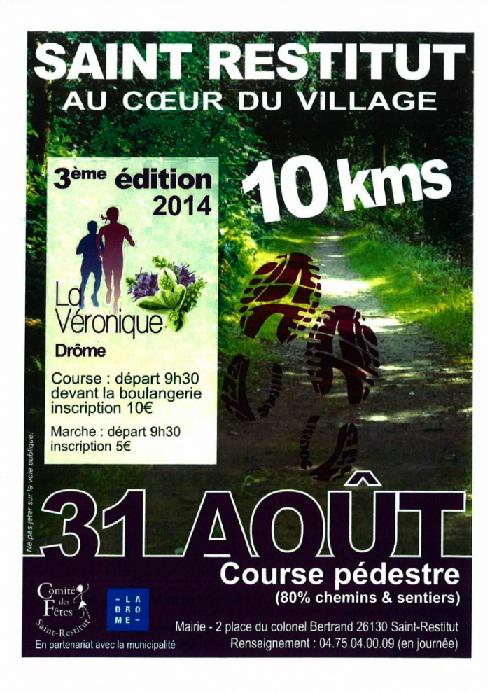 SAINT RESTITUT
AU CŒUR DU VILLAGE
10 kms
3ème édition
2014
La
Véronique
Drôme
Course : départ 9h30
devant la boulangerie
inscription 10€
Marche : départ 9h30
inscription 5€
Ne pas jeter sur la voie publique.
31 AOÛT
Course pédestre
(80% chemins & sentiers)
Comité
des
Fêtes
Saint-Restitut
- L A
D R O
M E -
Mairie - 2 place du colonel Bertrand 26130 Saint-Restitut
En partenariat avec la municipalité
Renseignement : 04.75.04.00.09 (en journée)